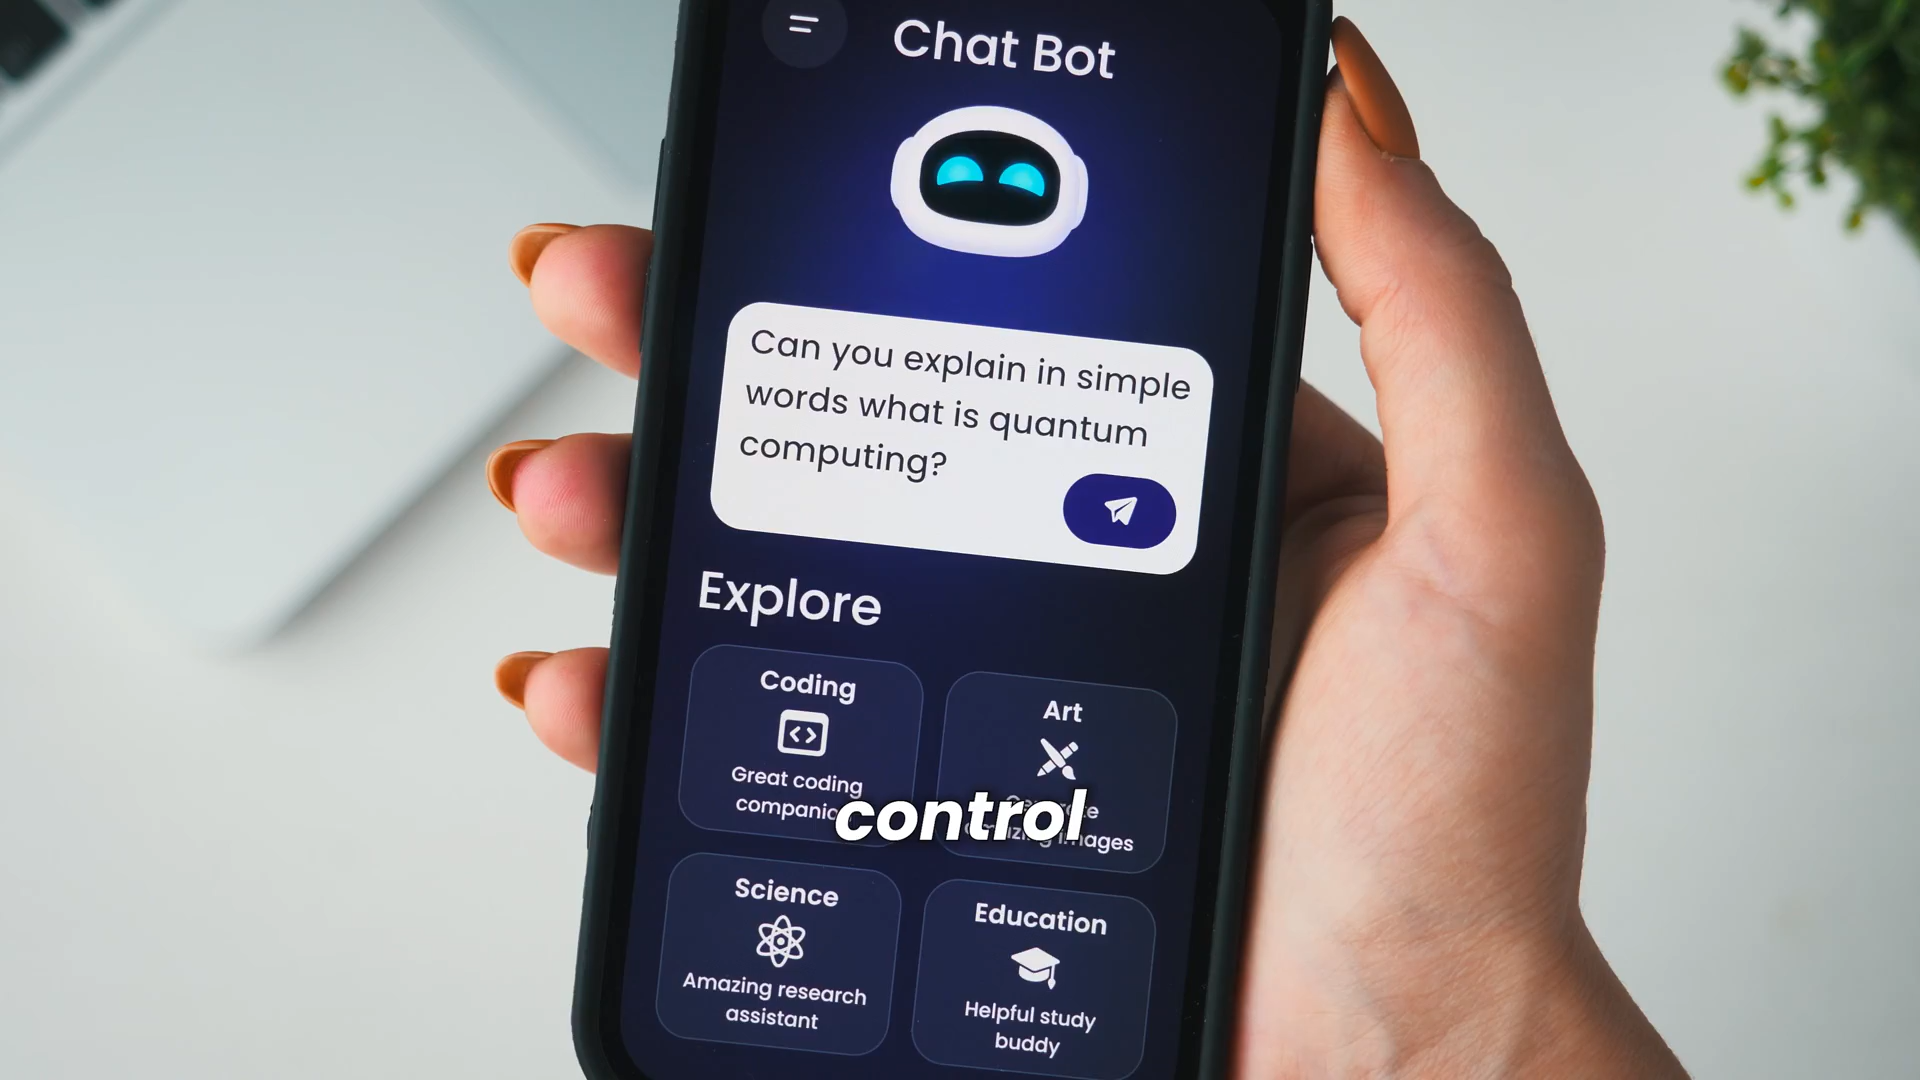 Chat Bot
Can you explain in simple
words what is quantum
computing?
Explore
Coding
Great coding
Art
images
control
Science
Amazing research
assistant
Education
Helpful study
buddy